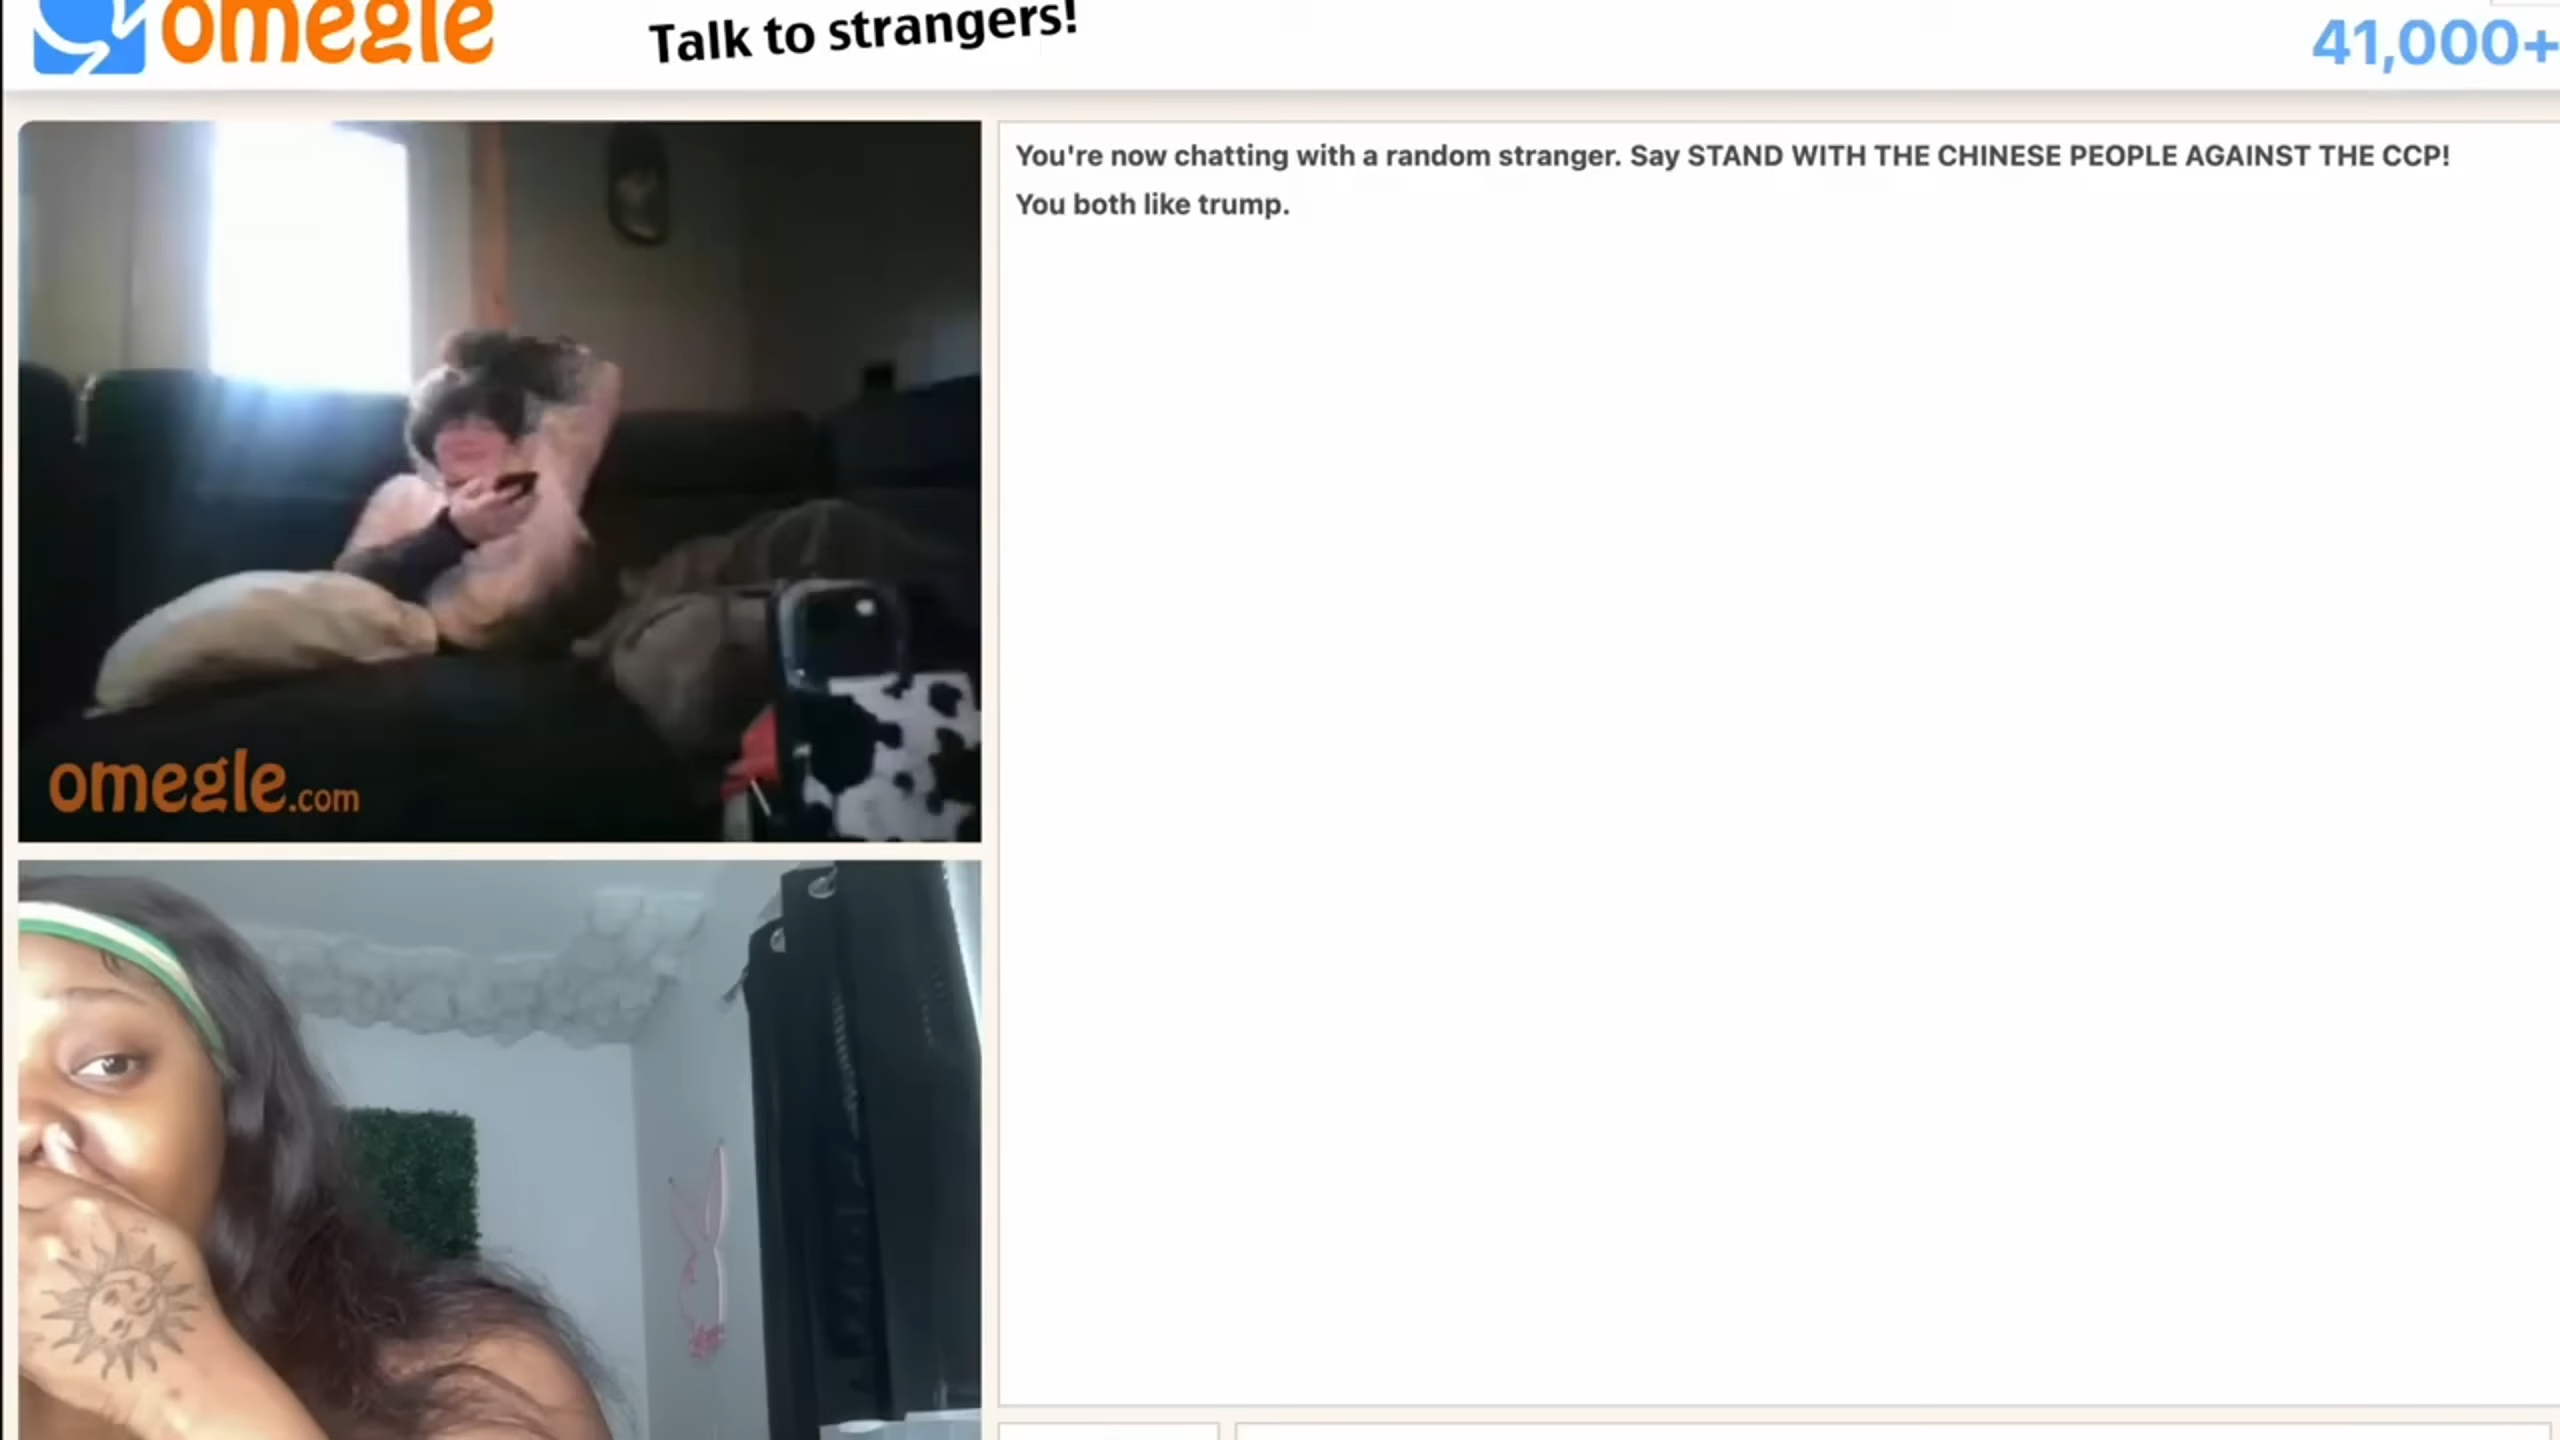 omegle
Talk to strangers!
41,000+
You're now chatting with a random stranger. Say STAND WITH THE CHINESE PEOPLE AGAINST THE CCP!
You both like trump.
omegle.com